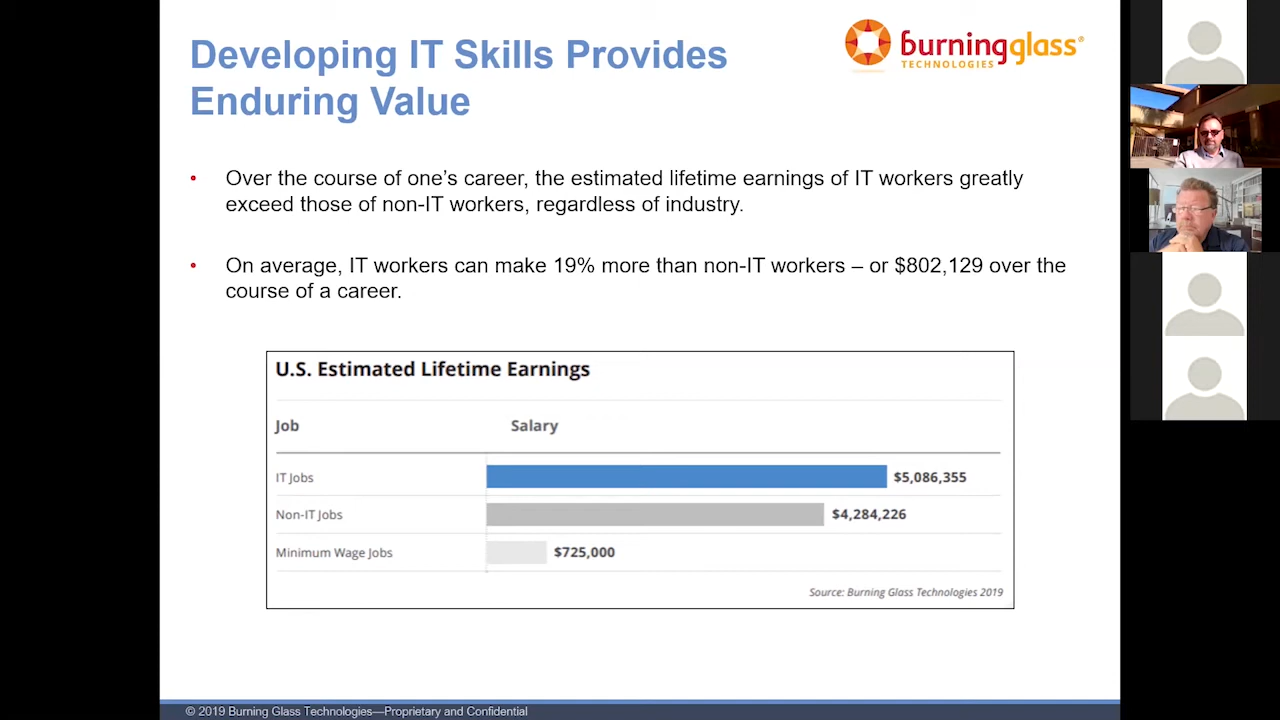 Developing IT Skills Provides
Enduring Value
burningglass®
TECHNOLOGIES
• Over the course of one’s career, the estimated lifetime earnings of IT workers greatly
exceed those of non-IT workers, regardless of industry.
• On average, IT workers can make 19% more than non-IT workers – or $802,129 over the
course of a career.
U.S. Estimated Lifetime Earnings
Job Salary
IT Jobs $5,086,355
Non-IT Jobs $4,284,226
Minimum Wage Jobs $725,000
Source: Burning Glass Technologies 2019
© 2019 Burning Glass Technologies—Proprietary and Confidential